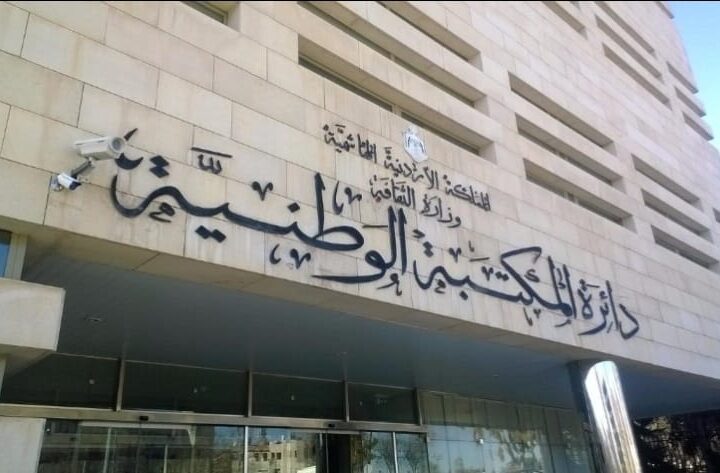 المملكة الأردنية الهاشمية
وزارة الثقافة
دائرة المكتبة الوطنية